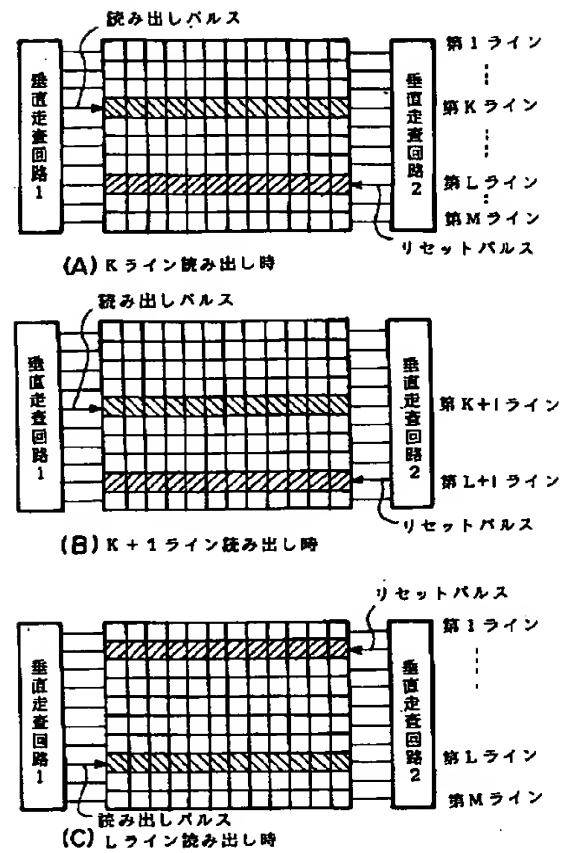 読み出しパルス
垂直走査回路1
垂直走査回路2
第1ライン
第Kライン
第Lライン
第Mライン
リセットパルス
(A) Kライン読み出し時
読み出しパルス
垂直走査回路1
垂直走査回路2
第K+1ライン
第L+1ライン
リセットパルス
(B) K+1ライン読み出し時
リセットパルス
垂直走査回路1
垂直走査回路2
第1ライン
第Lライン
第Mライン
読み出しパルス
(C) Lライン読み出し時